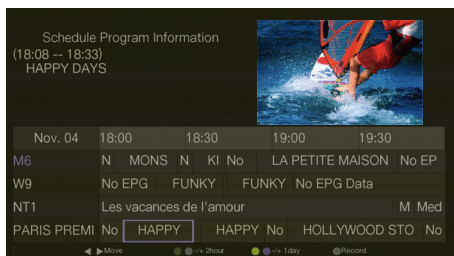 Schedule Program Information
(18:08 -- 18:33)
HAPPY DAYS
Nov. 04 18:00 18:30 19:00 19:30
M6 N MONS N KI No LA PETITE MAISON No EP
W9 No EPG FUNKY FUNKY No EPG Data
NT1 Les vacances de l'amour M Med
PARIS PREMI No HAPPY HAPPY No HOLLYWOOD STO No
Move -/+ 2hour -/+ 1day Record